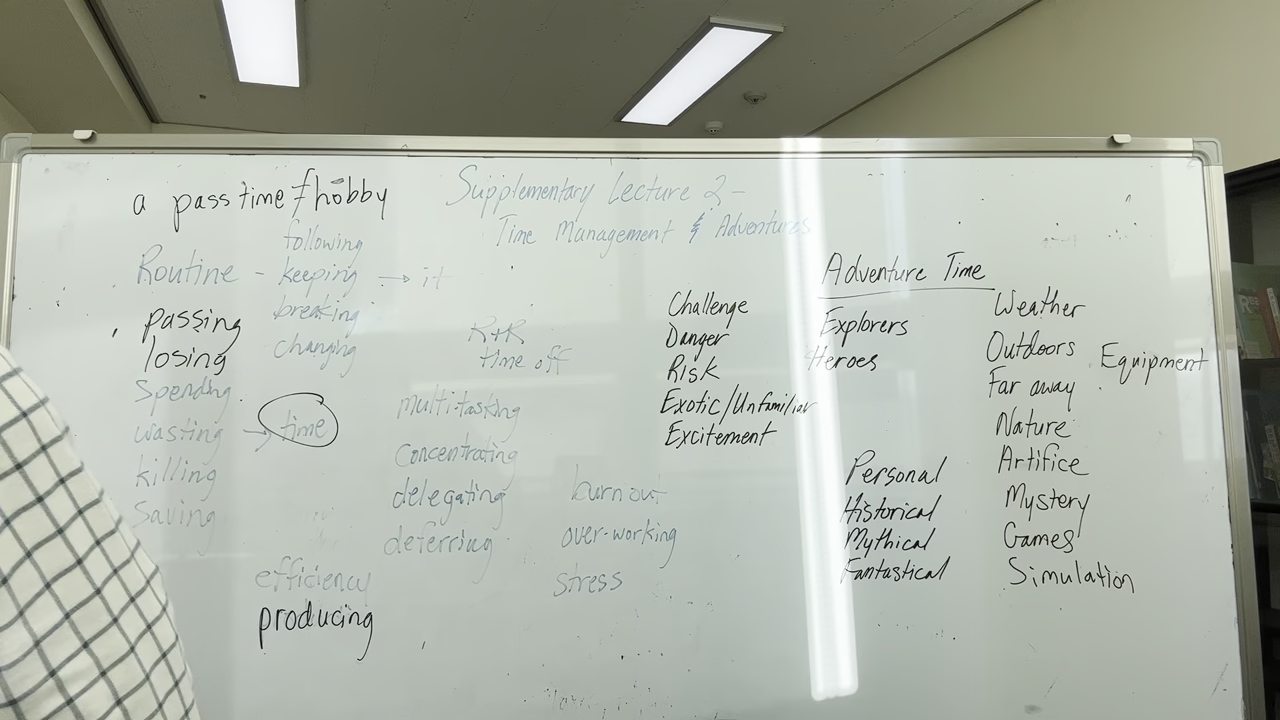 a pass time ≠ hobby
Supplementary Lecture 2 -
Time Management & Adventures
following
Routine - keeping → it
breaking
changing
passing
losing
Spending
wasting → time
killing
Saving
R+R
time off
multi-tasking
concentrating
delegating
deferring
burnout
over-working
stress
efficiency
producing
Challenge
Danger
Risk
Exotic/Unfamiliar
Excitement
Adventure Time
Explorers
Heroes
Personal
Historical
Mythical
Fantastical
Weather
Outdoors
Far away
Nature
Artifice
Mystery
Games
Simulation
Equipment